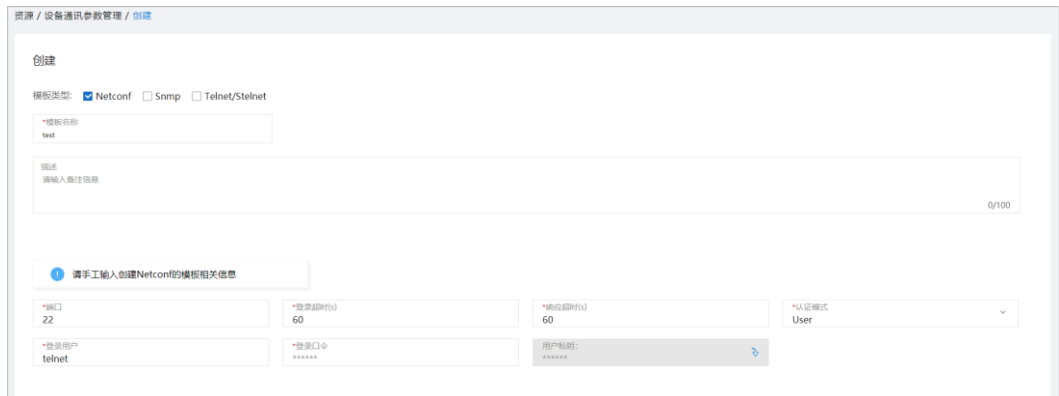 资源 / 设备通讯参数管理 / 创建
创建
模板类型: Netconf Snmp Telnet/Stelnet
*模板名称
test
描述
请输入备注信息
0/100
请手工输入创建Netconf的模板相关信息
*端口 *登录超时(s) *响应超时(s) *认证模式
22 60 60 User
*登录用户 *登录口令 用户私钥:
telnet ****** ******